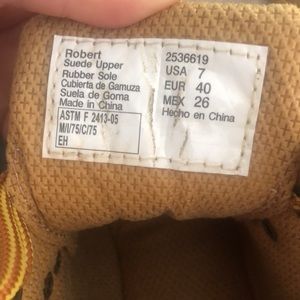 Robert
Suede Upper
Rubber Sole
Cubierta de Gamuza
Suela de Goma
Made in China
ASTM F 2413-05
M/I/75/C/75
EH
2536619
USA 7
EUR 40
MEX 26
Hecho en China